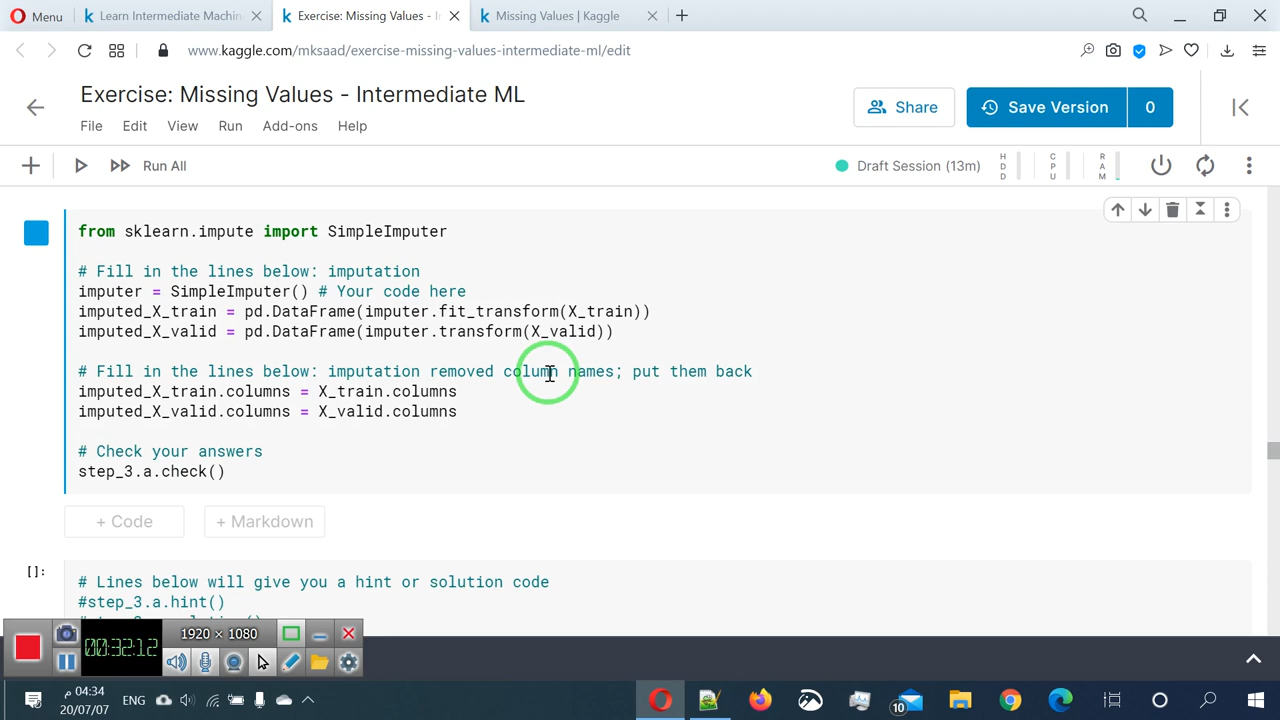 Menu
Learn Intermediate Machin
Exercise: Missing Values - I
Missing Values | Kaggle
www.kaggle.com/mksaad/exercise-missing-values-intermediate-ml/edit
Exercise: Missing Values - Intermediate ML
File Edit View Run Add-ons Help
Share
Save Version 0
Run All
Draft Session (13m)
HDD
CPU
RAM
from sklearn.impute import SimpleImputer
# Fill in the lines below: imputation
imputer = SimpleImputer() # Your code here
imputed_X_train = pd.DataFrame(imputer.fit_transform(X_train))
imputed_X_valid = pd.DataFrame(imputer.transform(X_valid))
# Fill in the lines below: imputation removed column names; put them back
imputed_X_train.columns = X_train.columns
imputed_X_valid.columns = X_valid.columns
# Check your answers
step_3.a.check()
+ Code + Markdown
[]:
# Lines below will give you a hint or solution code
#step_3.a.hint()
00:32:12
1920 × 1080
10
ENG
04:34 م
20/07/07